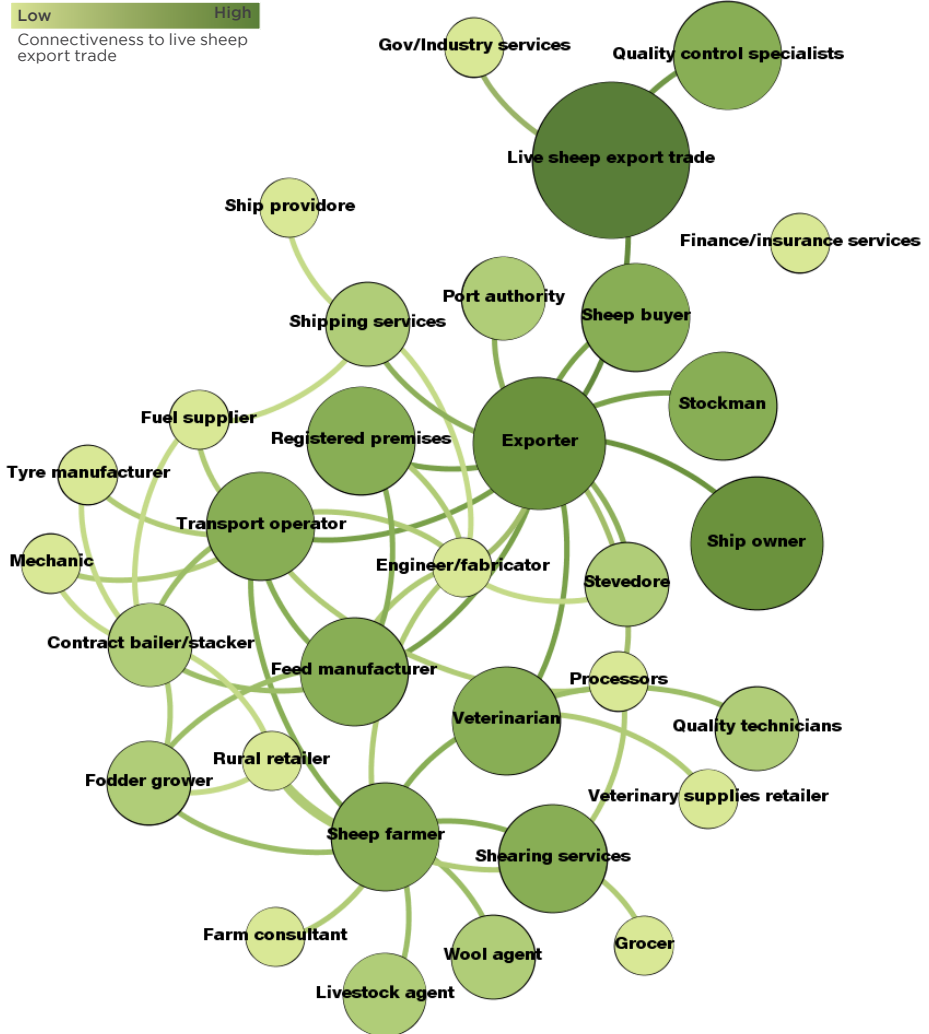 Low
High
Connectiveness to live sheep
export trade
Gov/Industry services
Quality control specialists
Live sheep export trade
Ship providore
Finance/insurance services
Port authority
Shipping services
Sheep buyer
Stockman
Fuel supplier
Registered premises
Exporter
Tyre manufacturer
Transport operator
Ship owner
Mechanic
Engineer/fabricator
Stevedore
Contract bailer/stacker
Feed manufacturer
Processors
Veterinarian
Quality technicians
Rural retailer
Fodder grower
Veterinary supplies retailer
Sheep farmer
Shearing services
Farm consultant
Grocer
Wool agent
Livestock agent